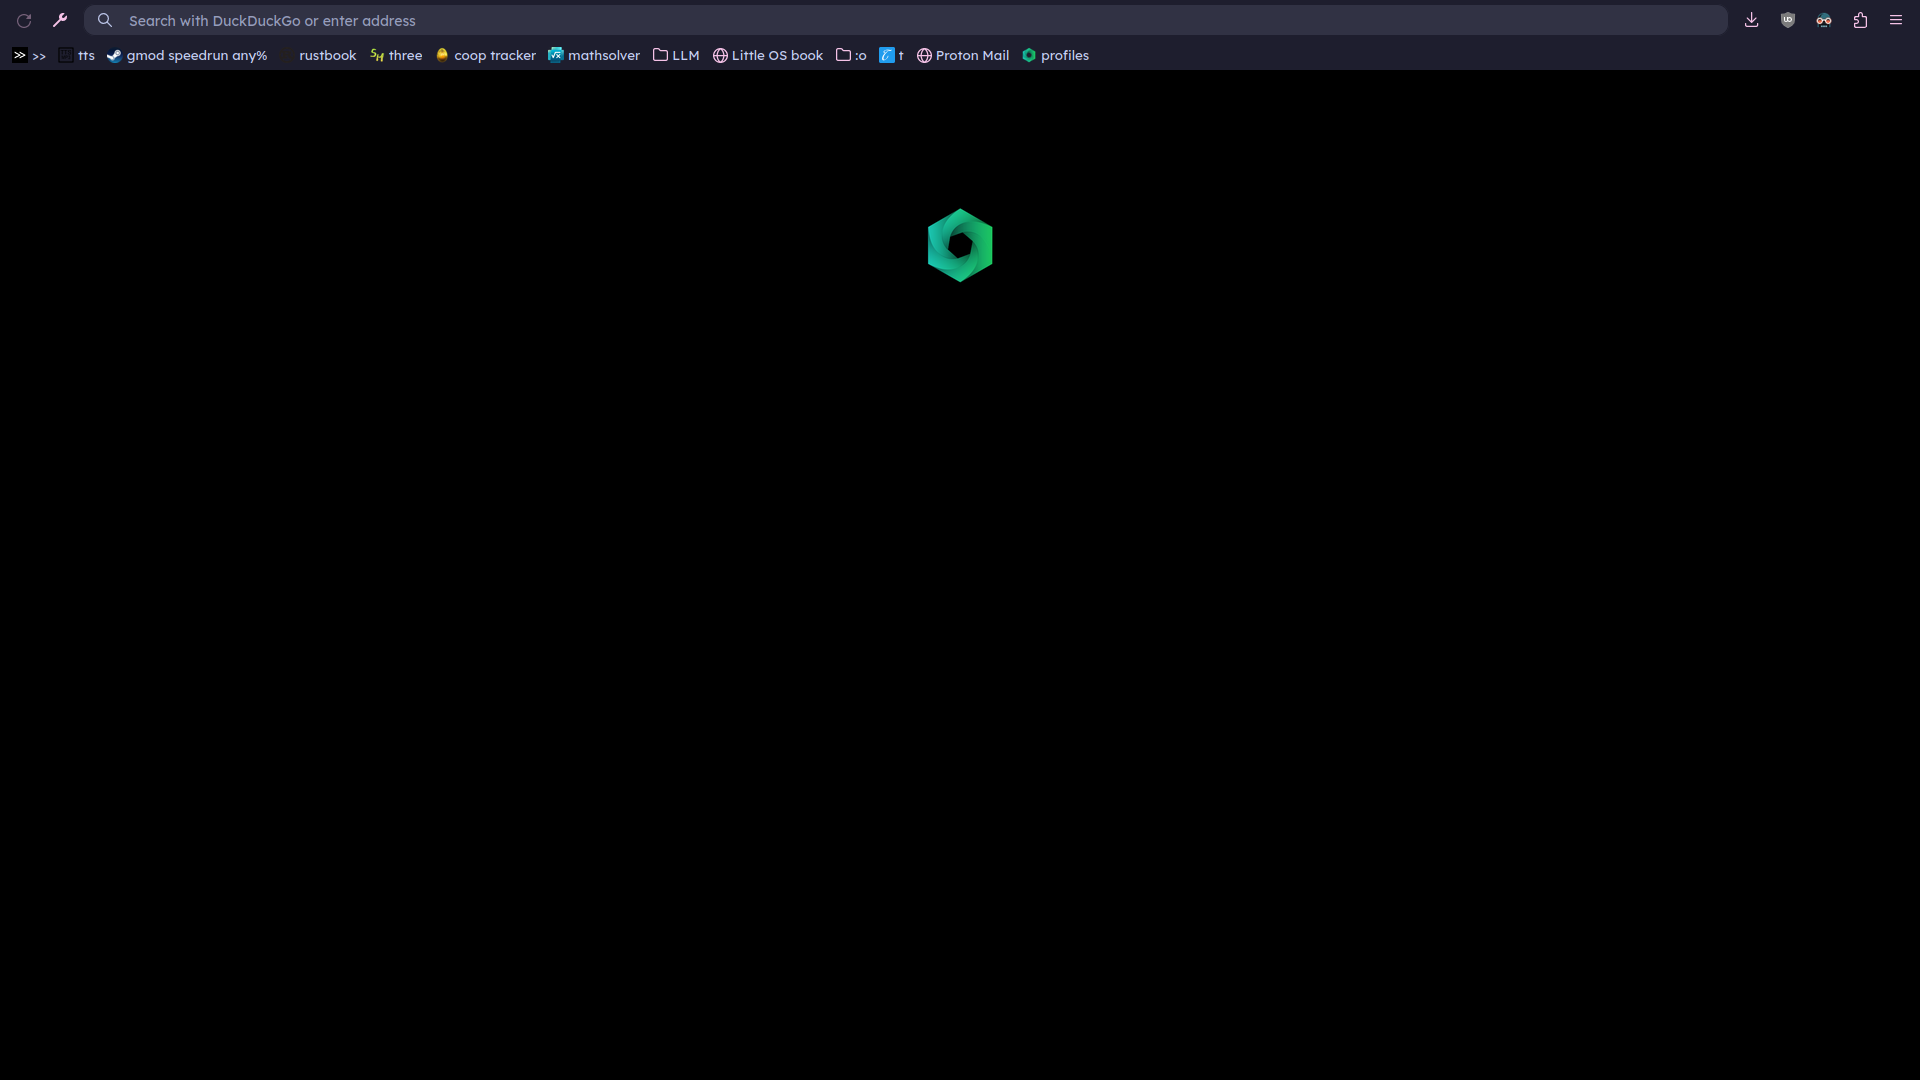 Search with DuckDuckGo or enter address
>> tts gmod speedrun any% rustbook three coop tracker mathsolver LLM Little OS book :o t Proton Mail profiles